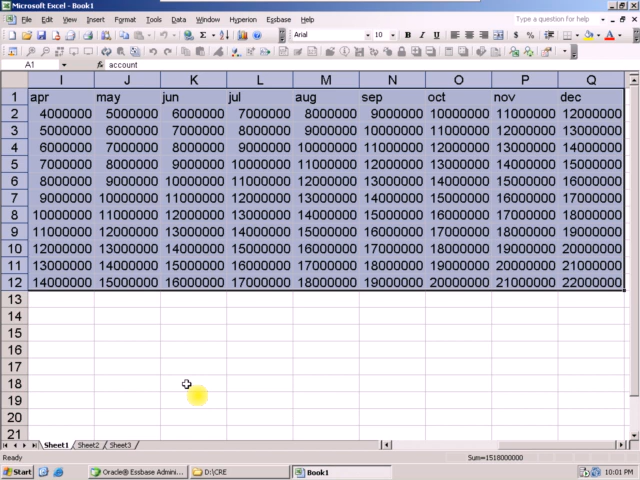 Microsoft Excel - Book1
File Edit View Insert Format Tools Essbase Data Window Hyperion Essbase Help Type a question for help
Arial 10 B I U $ %
A1 fx account
I J K L M N O P Q
1 apr may jun jul aug sep oct nov dec
2 4000000 5000000 6000000 7000000 8000000 9000000 10000000 11000000 12000000
3 5000000 6000000 7000000 8000000 9000000 10000000 11000000 12000000 13000000
4 6000000 7000000 8000000 9000000 10000000 11000000 12000000 13000000 14000000
5 7000000 8000000 9000000 10000000 11000000 12000000 13000000 14000000 15000000
6 8000000 9000000 10000000 11000000 12000000 13000000 14000000 15000000 16000000
7 9000000 10000000 11000000 12000000 13000000 14000000 15000000 16000000 17000000
8 10000000 11000000 12000000 13000000 14000000 15000000 16000000 17000000 18000000
9 11000000 12000000 13000000 14000000 15000000 16000000 17000000 18000000 19000000
10 12000000 13000000 14000000 15000000 16000000 17000000 18000000 19000000 20000000
11 13000000 14000000 15000000 16000000 17000000 18000000 19000000 20000000 21000000
12 14000000 15000000 16000000 17000000 18000000 19000000 20000000 21000000 22000000
13
14
15
16
17
18
19
20
21
Sheet1 Sheet2 Sheet3
Ready Sum=1518000000
Start Oracle® Essbase Admini... D:\CRE Book1 10:01 PM